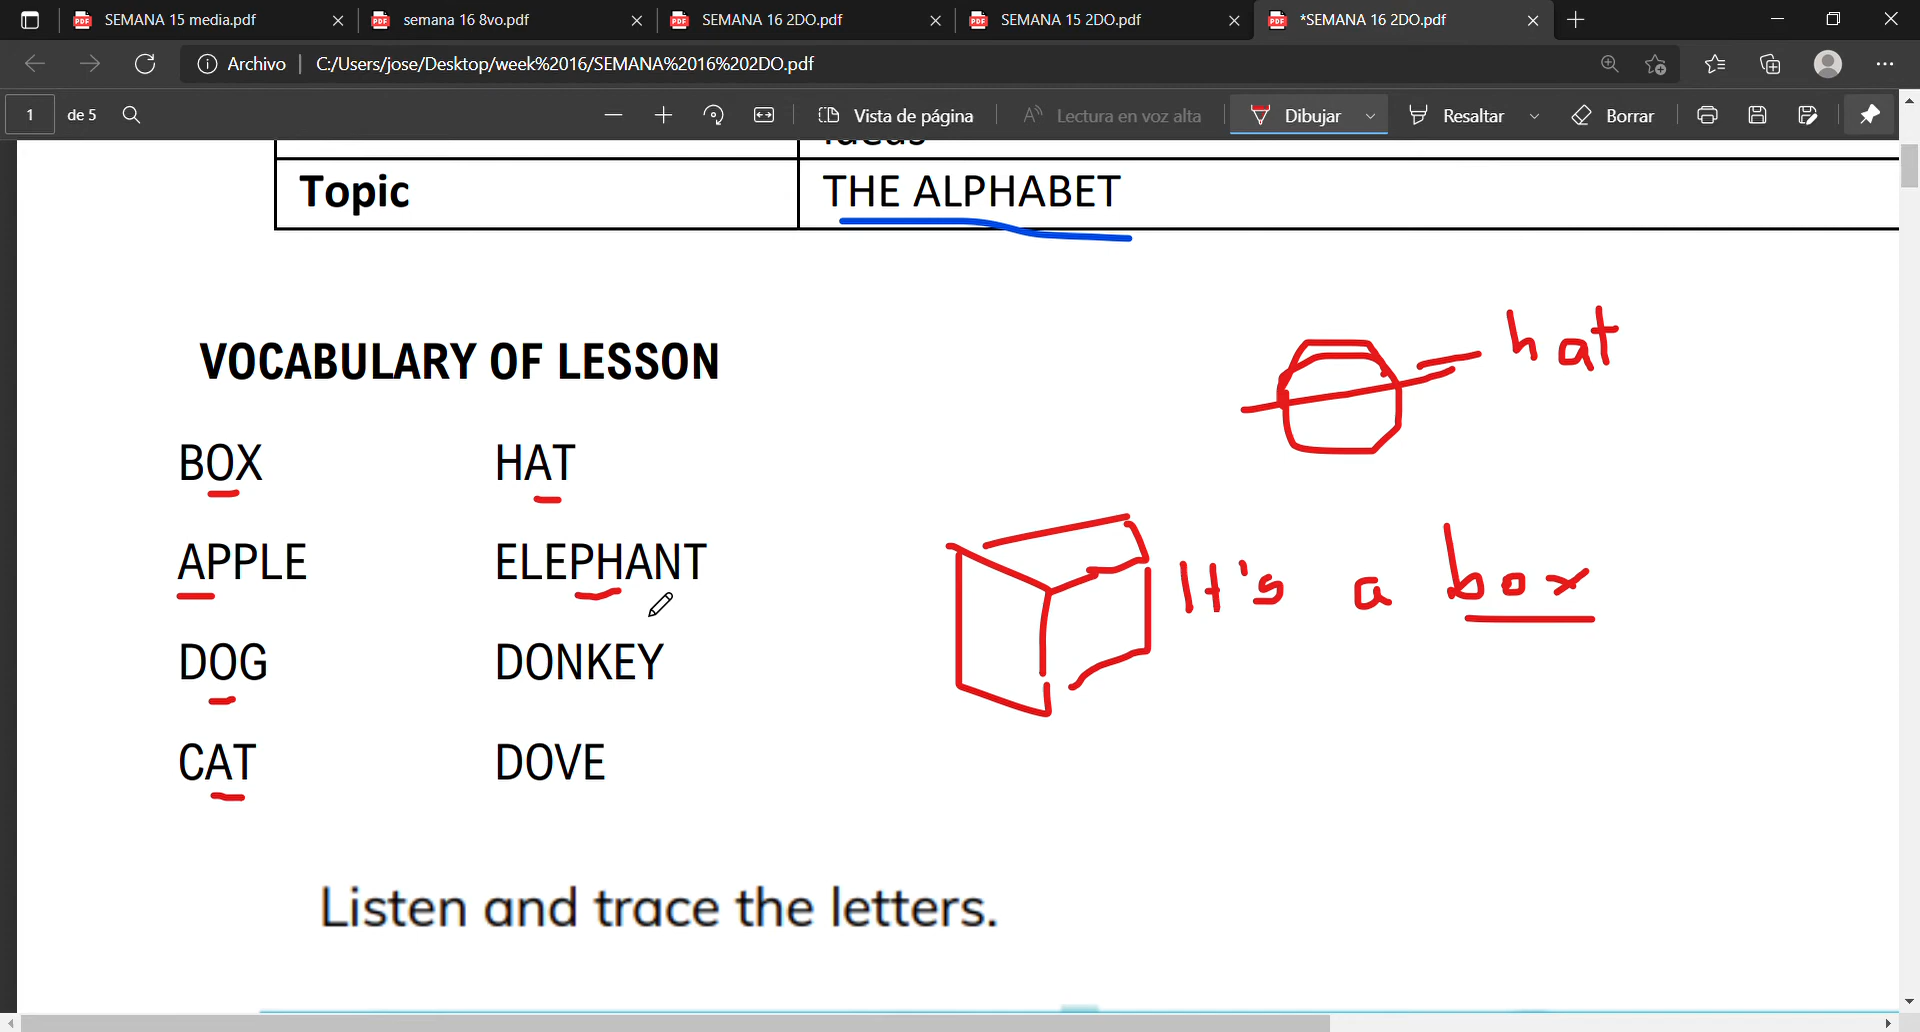 SEMANA 15 media.pdf semana 16 8vo.pdf SEMANA 16 2DO.pdf SEMANA 15 2DO.pdf *SEMANA 16 2DO.pdf
Archivo | C:/Users/jose/Desktop/week%2016/SEMANA%2016%202DO.pdf
1 de 5 Vista de página Lectura en voz alta Dibujar Resaltar Borrar
Ideas
Topic THE ALPHABET
hat
VOCABULARY OF LESSON
BOX HAT
APPLE ELEPHANT
It's a box
DOG DONKEY
CAT DOVE
Listen and trace the letters.